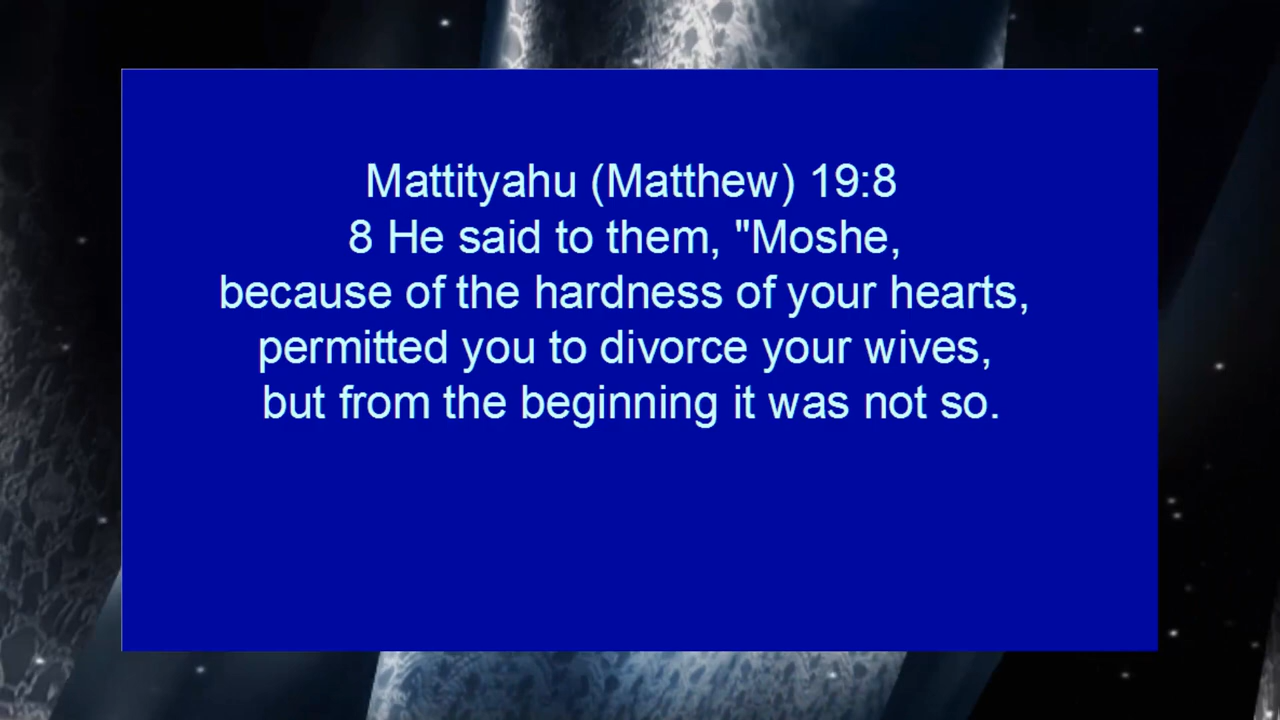 Mattityahu (Matthew) 19:8
8 He said to them, "Moshe,
because of the hardness of your hearts,
permitted you to divorce your wives,
but from the beginning it was not so.